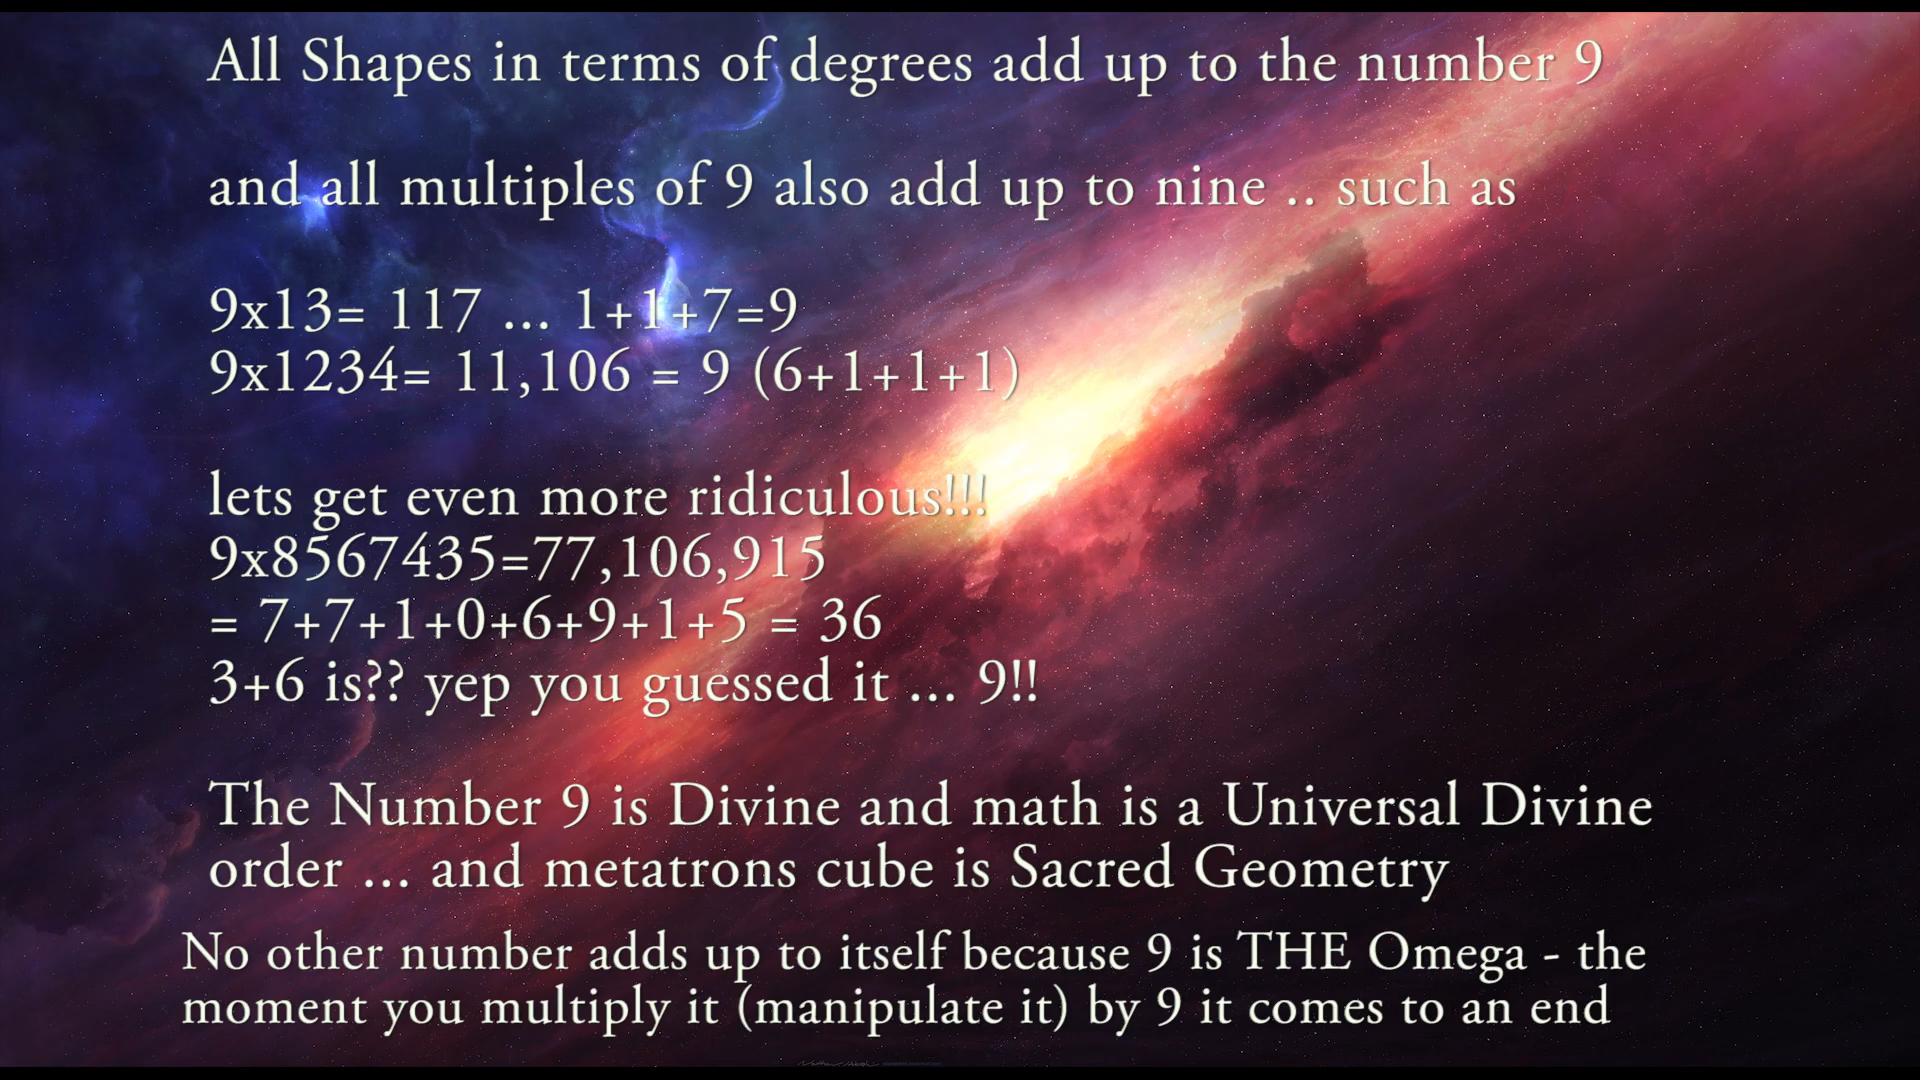 All Shapes in terms of degrees add up to the number 9
and all multiples of 9 also add up to nine .. such as
9x13= 117 ... 1+1+7=9
9x1234= 11,106 = 9 (6+1+1+1)
lets get even more ridiculous!!!
9x8567435=77,106,915
= 7+7+1+0+6+9+1+5 = 36
3+6 is?? yep you guessed it ... 9!!
The Number 9 is Divine and math is a Universal Divine
order ... and metatrons cube is Sacred Geometry
No other number adds up to itself because 9 is THE Omega - the
moment you multiply it (manipulate it) by 9 it comes to an end